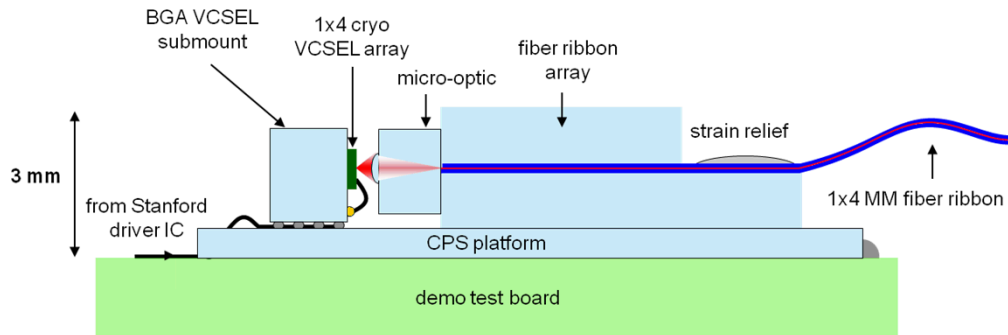 BGA VCSEL
submount
1x4 cryo
VCSEL array
micro-optic
fiber ribbon
array
strain relief
3 mm
1x4 MM fiber ribbon
from Stanford
driver IC
CPS platform
demo test board